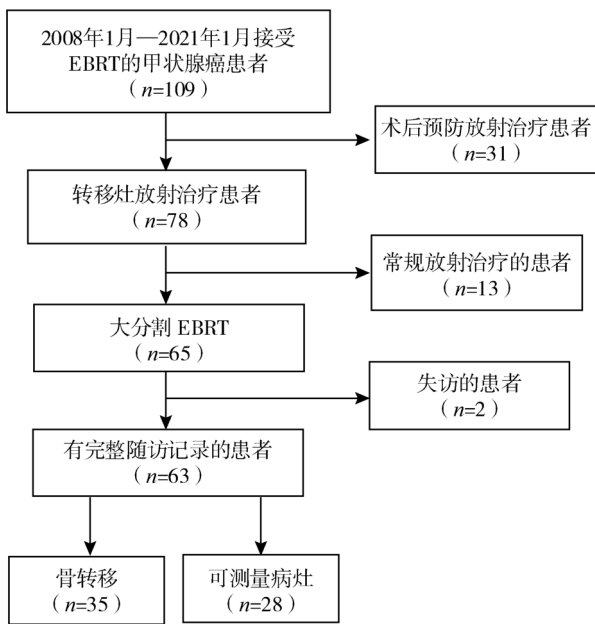 2008年1月—2021年1月接受
EBRT的甲状腺癌患者
（n=109）
术后预防放射治疗患者
（n=31）
转移灶放射治疗患者
（n=78）
常规放射治疗的患者
（n=13）
大分割 EBRT
（n=65）
失访的患者
（n=2）
有完整随访记录的患者
（n=63）
骨转移
（n=35）
可测量病灶
（n=28）